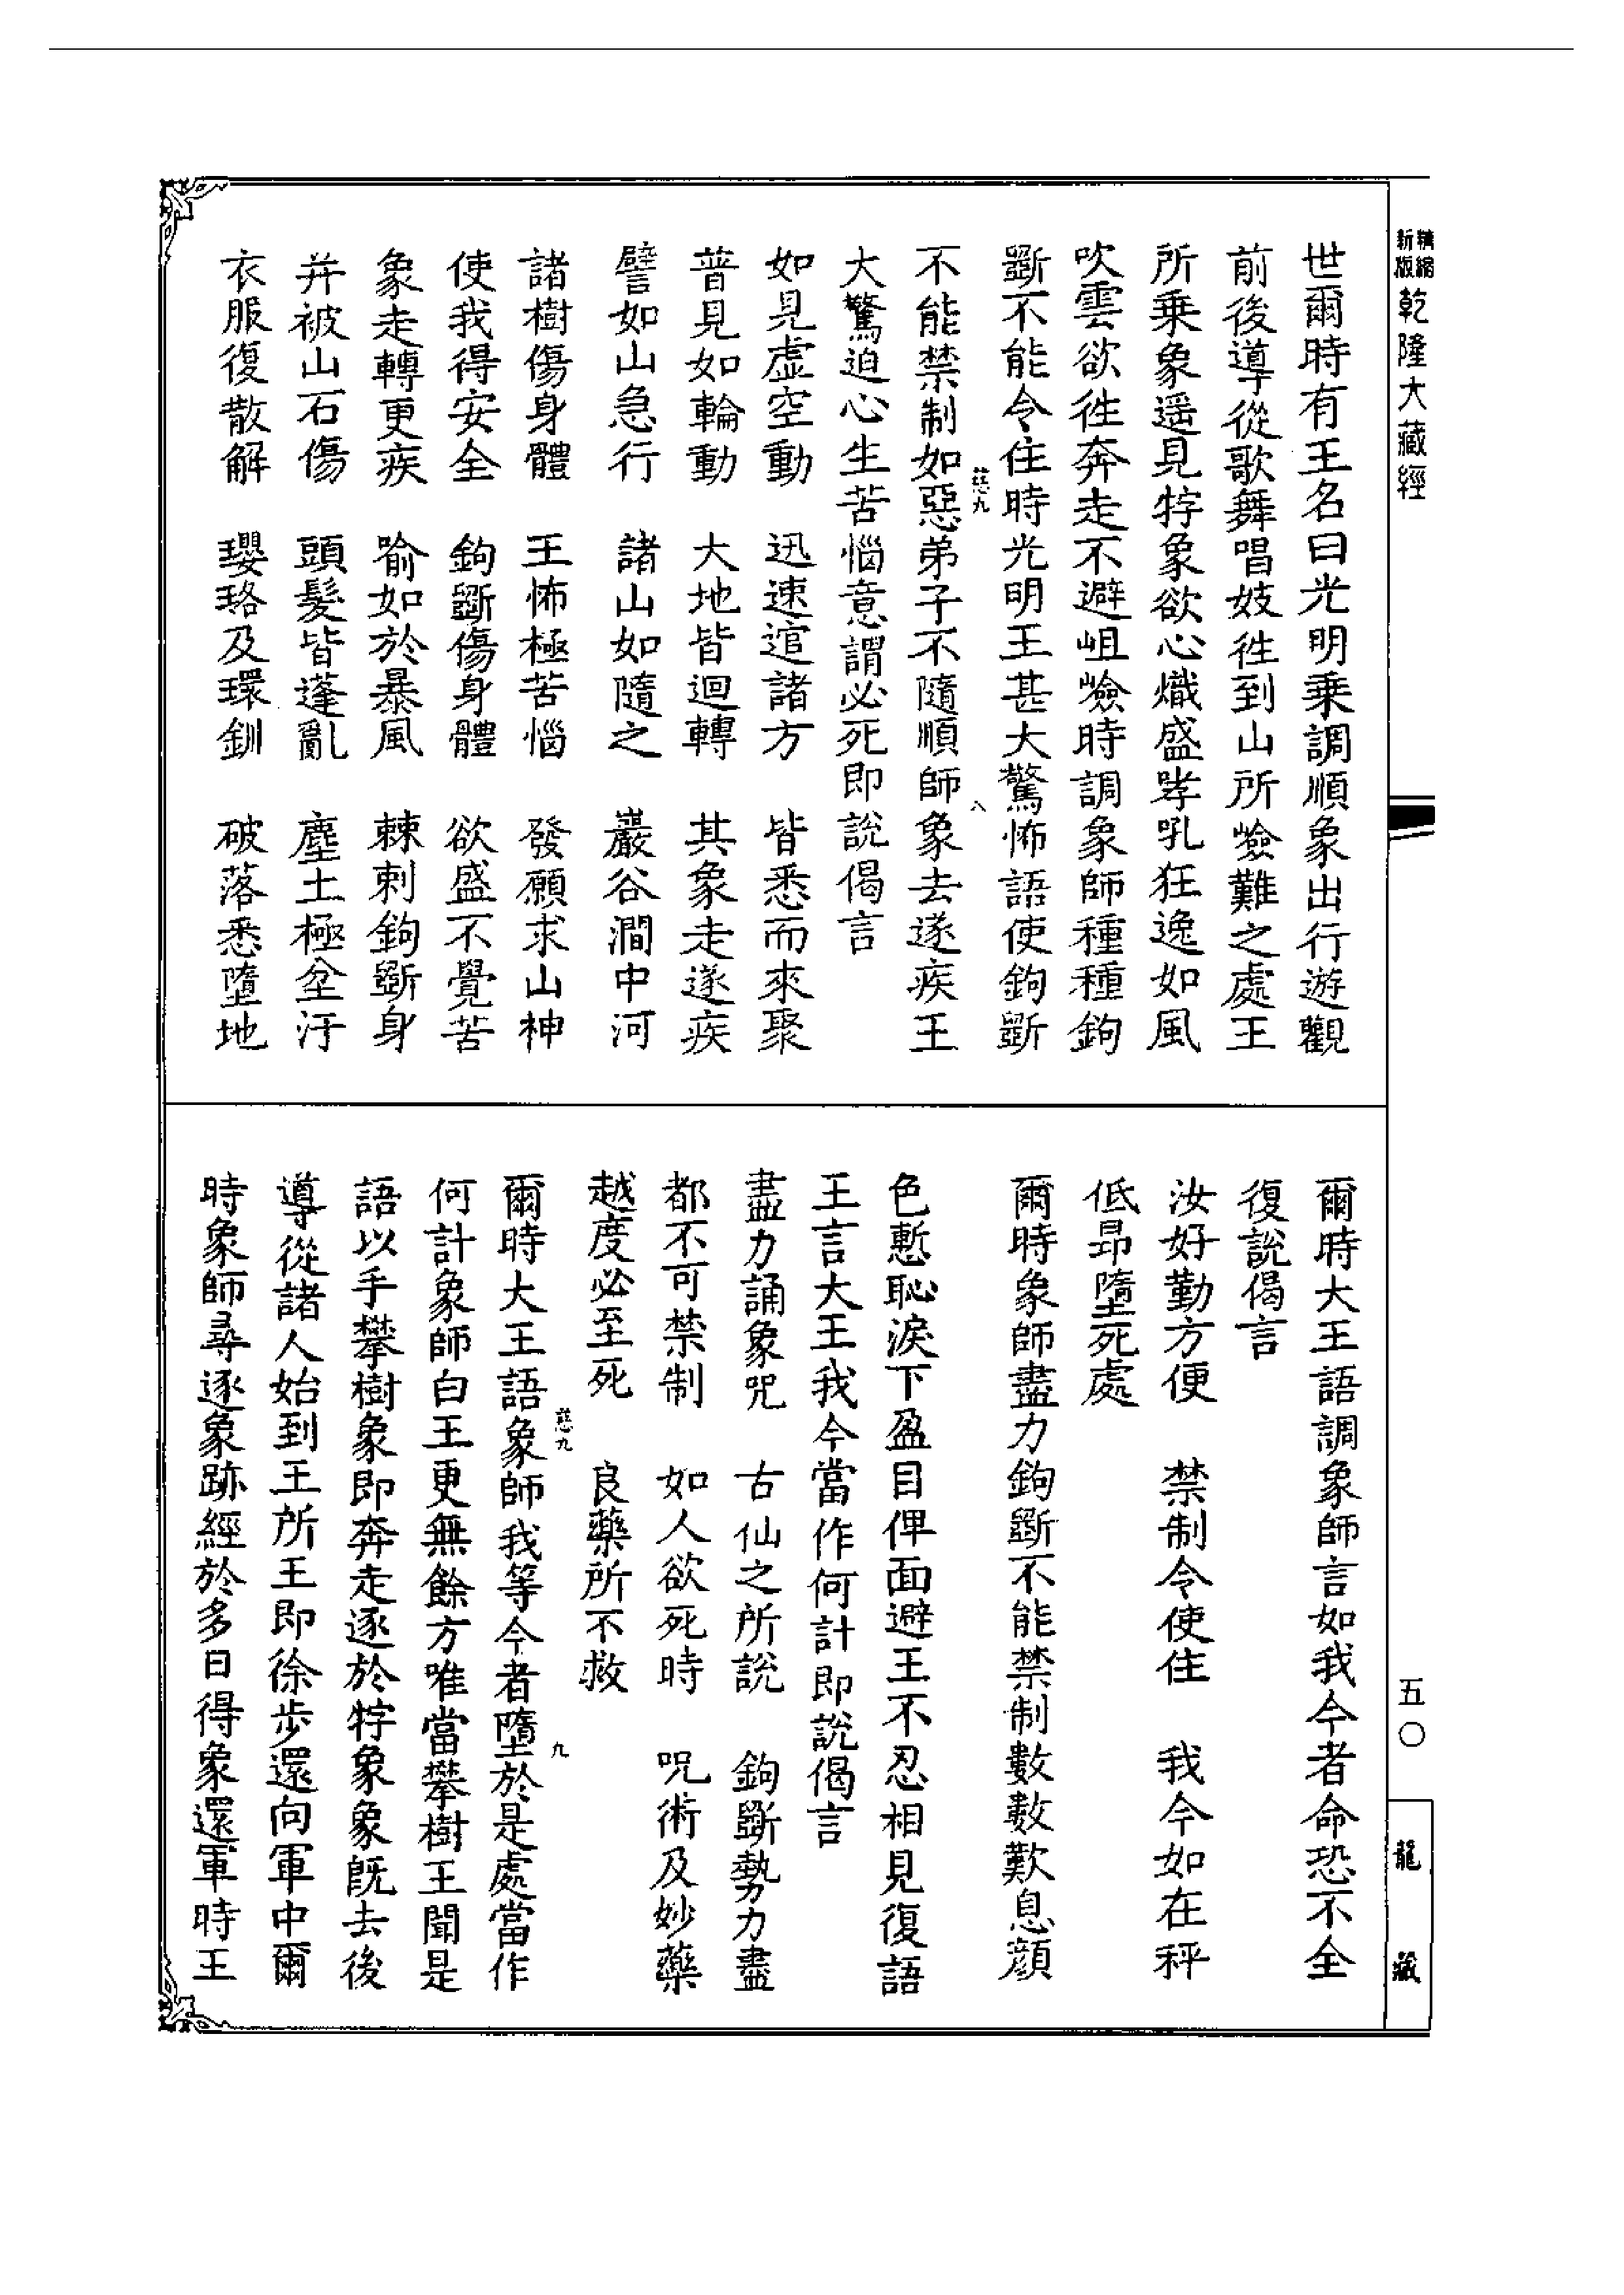 精縮新版 乾隆大藏經
世爾時有王名曰光明乘調順象出行遊觀
前後導從歌舞唱妓徃到山所嶮難之處王
所乘象遥見牸象欲心熾盛哮吼狂逸如風
吹雲欲徃奔走不避岨嶮時調象師種種鉤
斵不能令住時光明王甚大驚怖語使鉤斵
慈九 八
不能禁制如惡弟子不隨順師象去遂疾王
大驚迫心生苦惱意謂必死即說偈言
如見虛空動 迅速逭諸方 皆悉而來聚
普見如輪動 大地皆迴轉 其象走遂疾
譬如山急行 諸山如隨之 巖谷澗中河
諸樹傷身體 王怖極苦惱 發願求山神
使我得安全 鉤斵傷身體 欲盛不覺苦
象走轉更疾 喻如於暴風 棘刺鉤斵身
并被山石傷 頭髮皆蓬亂 塵土極坌汙
衣服復散解 瓔珞及環釧 破落悉墮地
爾時大王語調象師言如我今者命恐不全
復說偈言
汝好勤方便 禁制令使住 我今如在秤
低昂墮死處
爾時象師盡力鉤斵不能禁制數數歎息顏
色慙恥淚下盈目俾面避王不忍相見復語
王言大王我今當作何計即說偈言
盡力誦象咒 古仙之所說 鉤斵勢力盡
都不可禁制 如人欲死時 咒術及妙藥
越度必至死 良藥所不救
慈九 九
爾時大王語象師我等今者墮於是處當作
何計象師白王更無餘方唯當攀樹王聞是
語以手攀樹象即奔走逐於牸象象既去後
導從諸人始到王所王即徐步還向軍中爾
時象師尋逐象跡經於多日得象還軍時王
五〇
龍藏